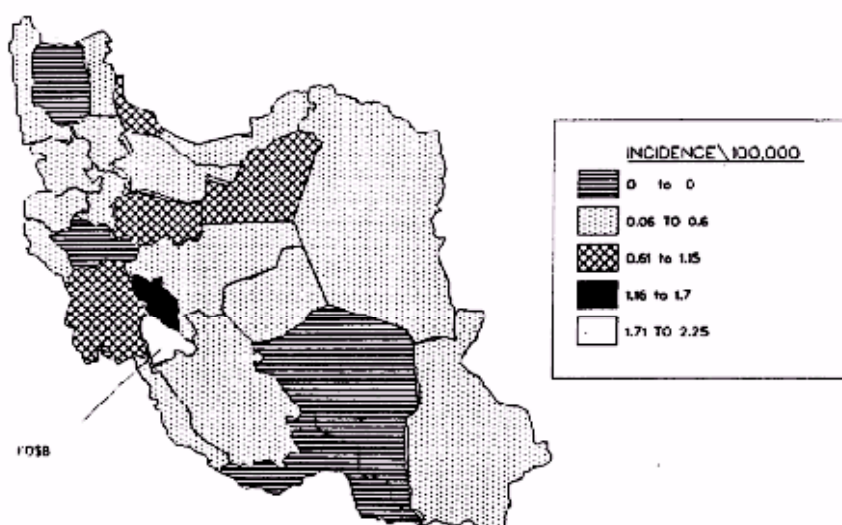 INCIDENCE\100,000
0 to 0
0.06 TO 0.6
0.61 to 1.15
1.16 to 1.7
1.71 TO 2.25